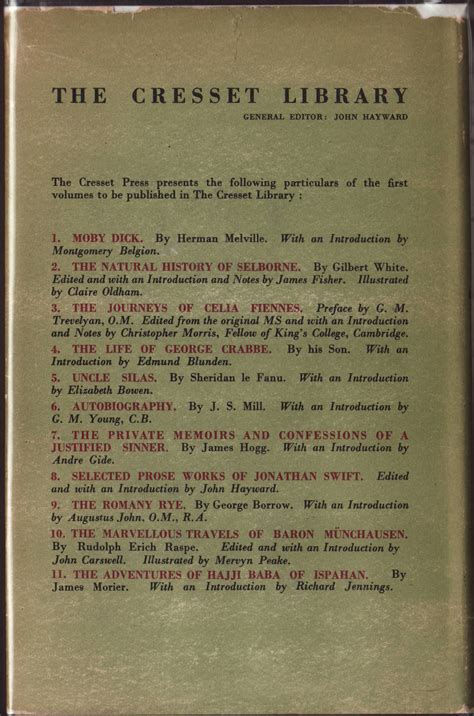 THE CRESSET LIBRARY
GENERAL EDITOR: JOHN HAYWARD
The Cresset Press presents the following particulars of the first
volumes to be published in The Cresset Library :
1. MOBY DICK. By Herman Melville. With an Introduction by
Montgomery Belgion.
2. THE NATURAL HISTORY OF SELBORNE. By Gilbert White.
Edited and with an Introduction and Notes by James Fisher. Illustrated
by Claire Oldham.
3. THE JOURNEYS OF CELIA FIENNES. Preface by G. M.
Trevelyan, O.M. Edited from the original MS and with an Introduction
and Notes by Christopher Morris, Fellow of King's College, Cambridge.
4. THE LIFE OF GEORGE CRABBE. By his Son. With an
Introduction by Edmund Blunden.
5. UNCLE SILAS. By Sheridan le Fanu. With an Introduction
by Elizabeth Bowen.
6. AUTOBIOGRAPHY. By J. S. Mill. With an Introduction by
G. M. Young, C.B.
7. THE PRIVATE MEMOIRS AND CONFESSIONS OF A
JUSTIFIED SINNER. By James Hogg. With an Introduction by
Andre Gide.
8. SELECTED PROSE WORKS OF JONATHAN SWIFT. Edited
and with an Introduction by John Hayward.
9. THE ROMANY RYE. By George Borrow. With an Introduction
by Augustus John, O.M., R.A.
10. THE MARVELLOUS TRAVELS OF BARON MÜNCHAUSEN.
By Rudolph Erich Raspe. Edited and with an Introduction by
John Carswell. Illustrated by Mervyn Peake.
11. THE ADVENTURES OF HAJJI BABA OF ISPAHAN. By
James Morier. With an Introduction by Richard Jennings.